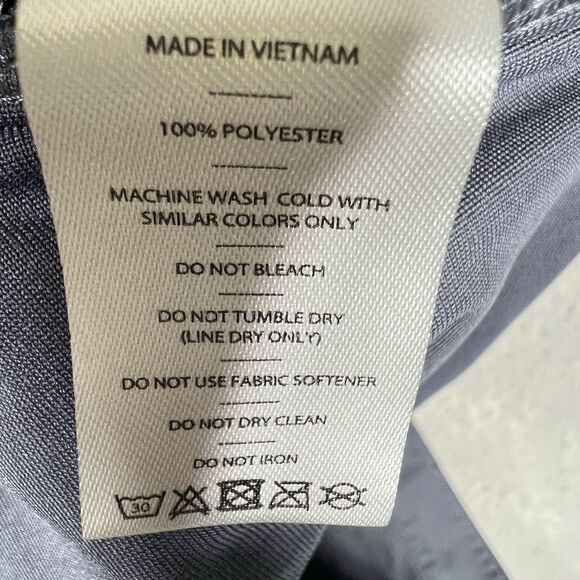 MADE IN VIETNAM
100% POLYESTER
MACHINE WASH COLD WITH
SIMILAR COLORS ONLY
DO NOT BLEACH
DO NOT TUMBLE DRY
(LINE DRY ONLY)
DO NOT USE FABRIC SOFTENER
DO NOT DRY CLEAN
DO NOT IRON
30